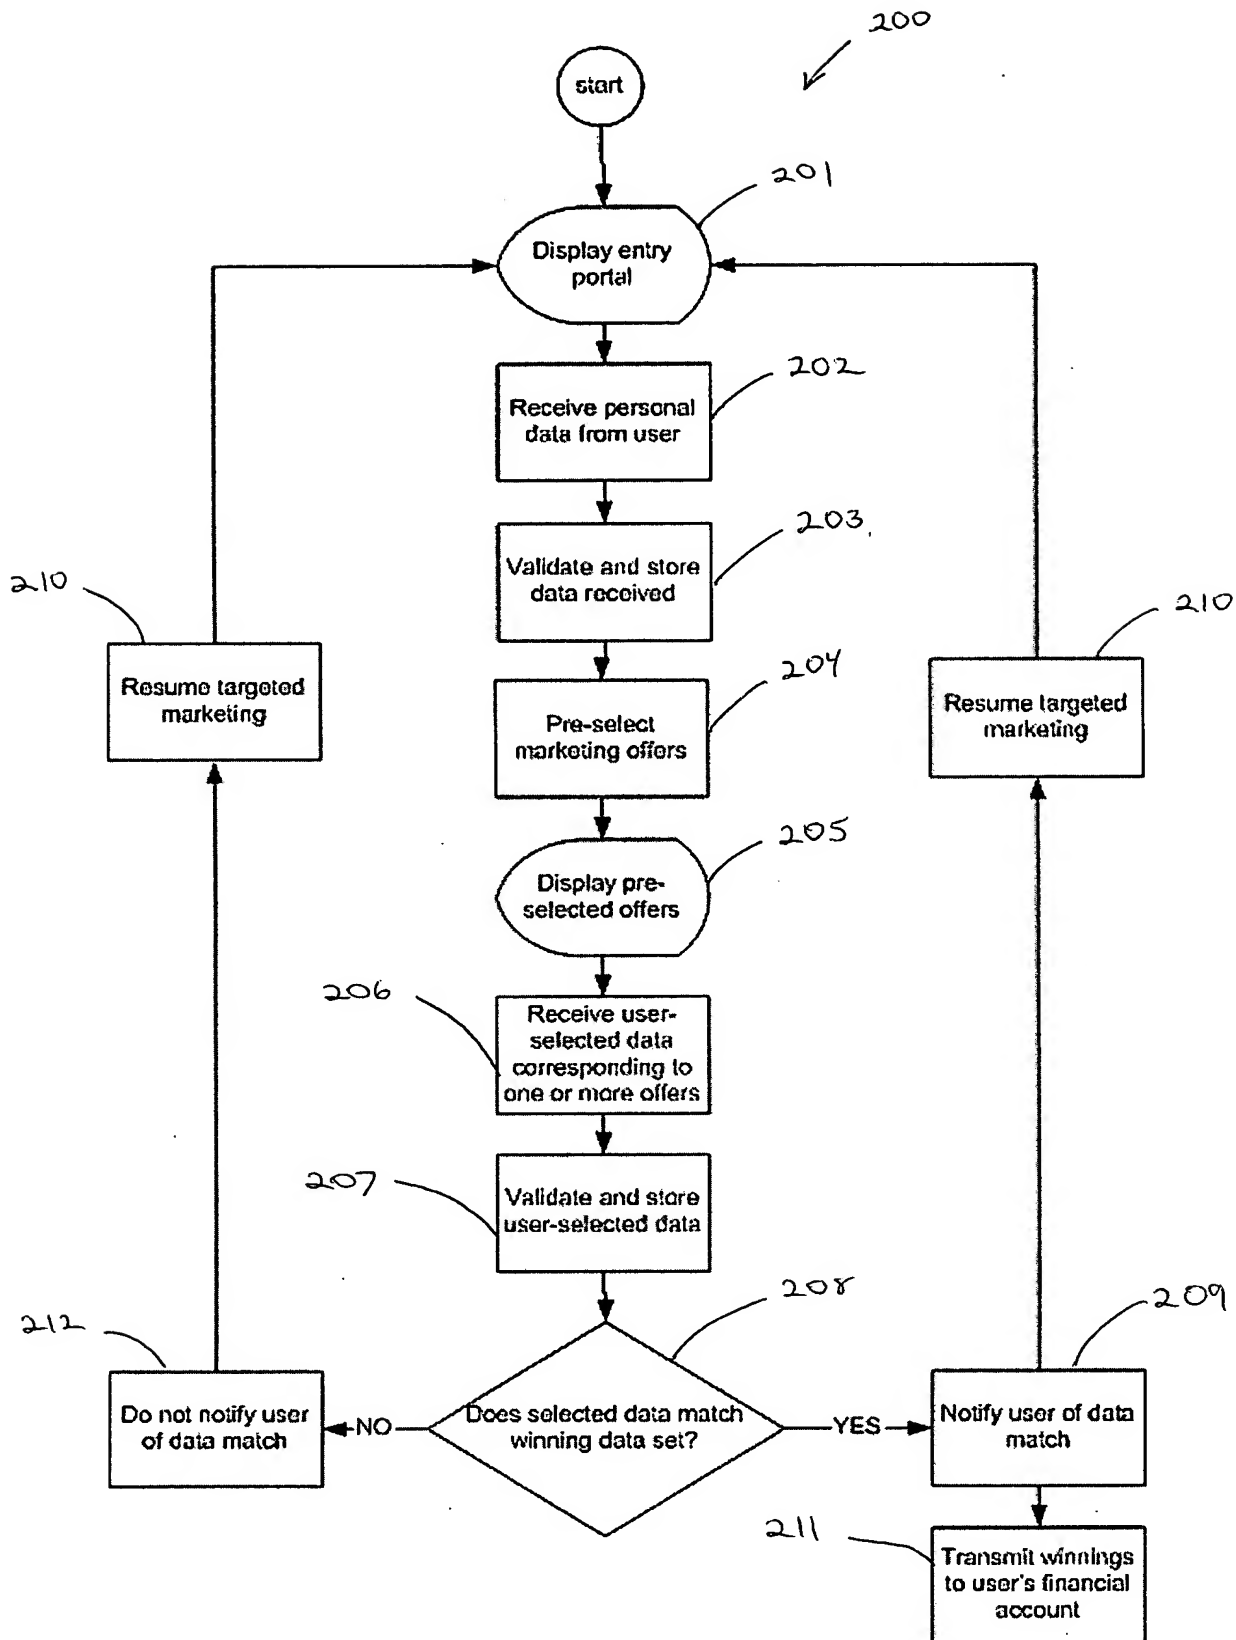 200
start
201
Display entry
portal
202
Receive personal
data from user
203
Validate and store
data received
210
Resume targeted
marketing
210
Resume targeted
marketing
204
Pre-select
marketing offers
205
Display pre-
selected offers
206
Receive user-
selected data
corresponding to
one or more offers
207
Validate and store
user-selected data
208
Does selected data match
winning data set?
NO
YES
212
Do not notify user
of data match
209
Notify user of data
match
211
Transmit winnings
to user's financial
account